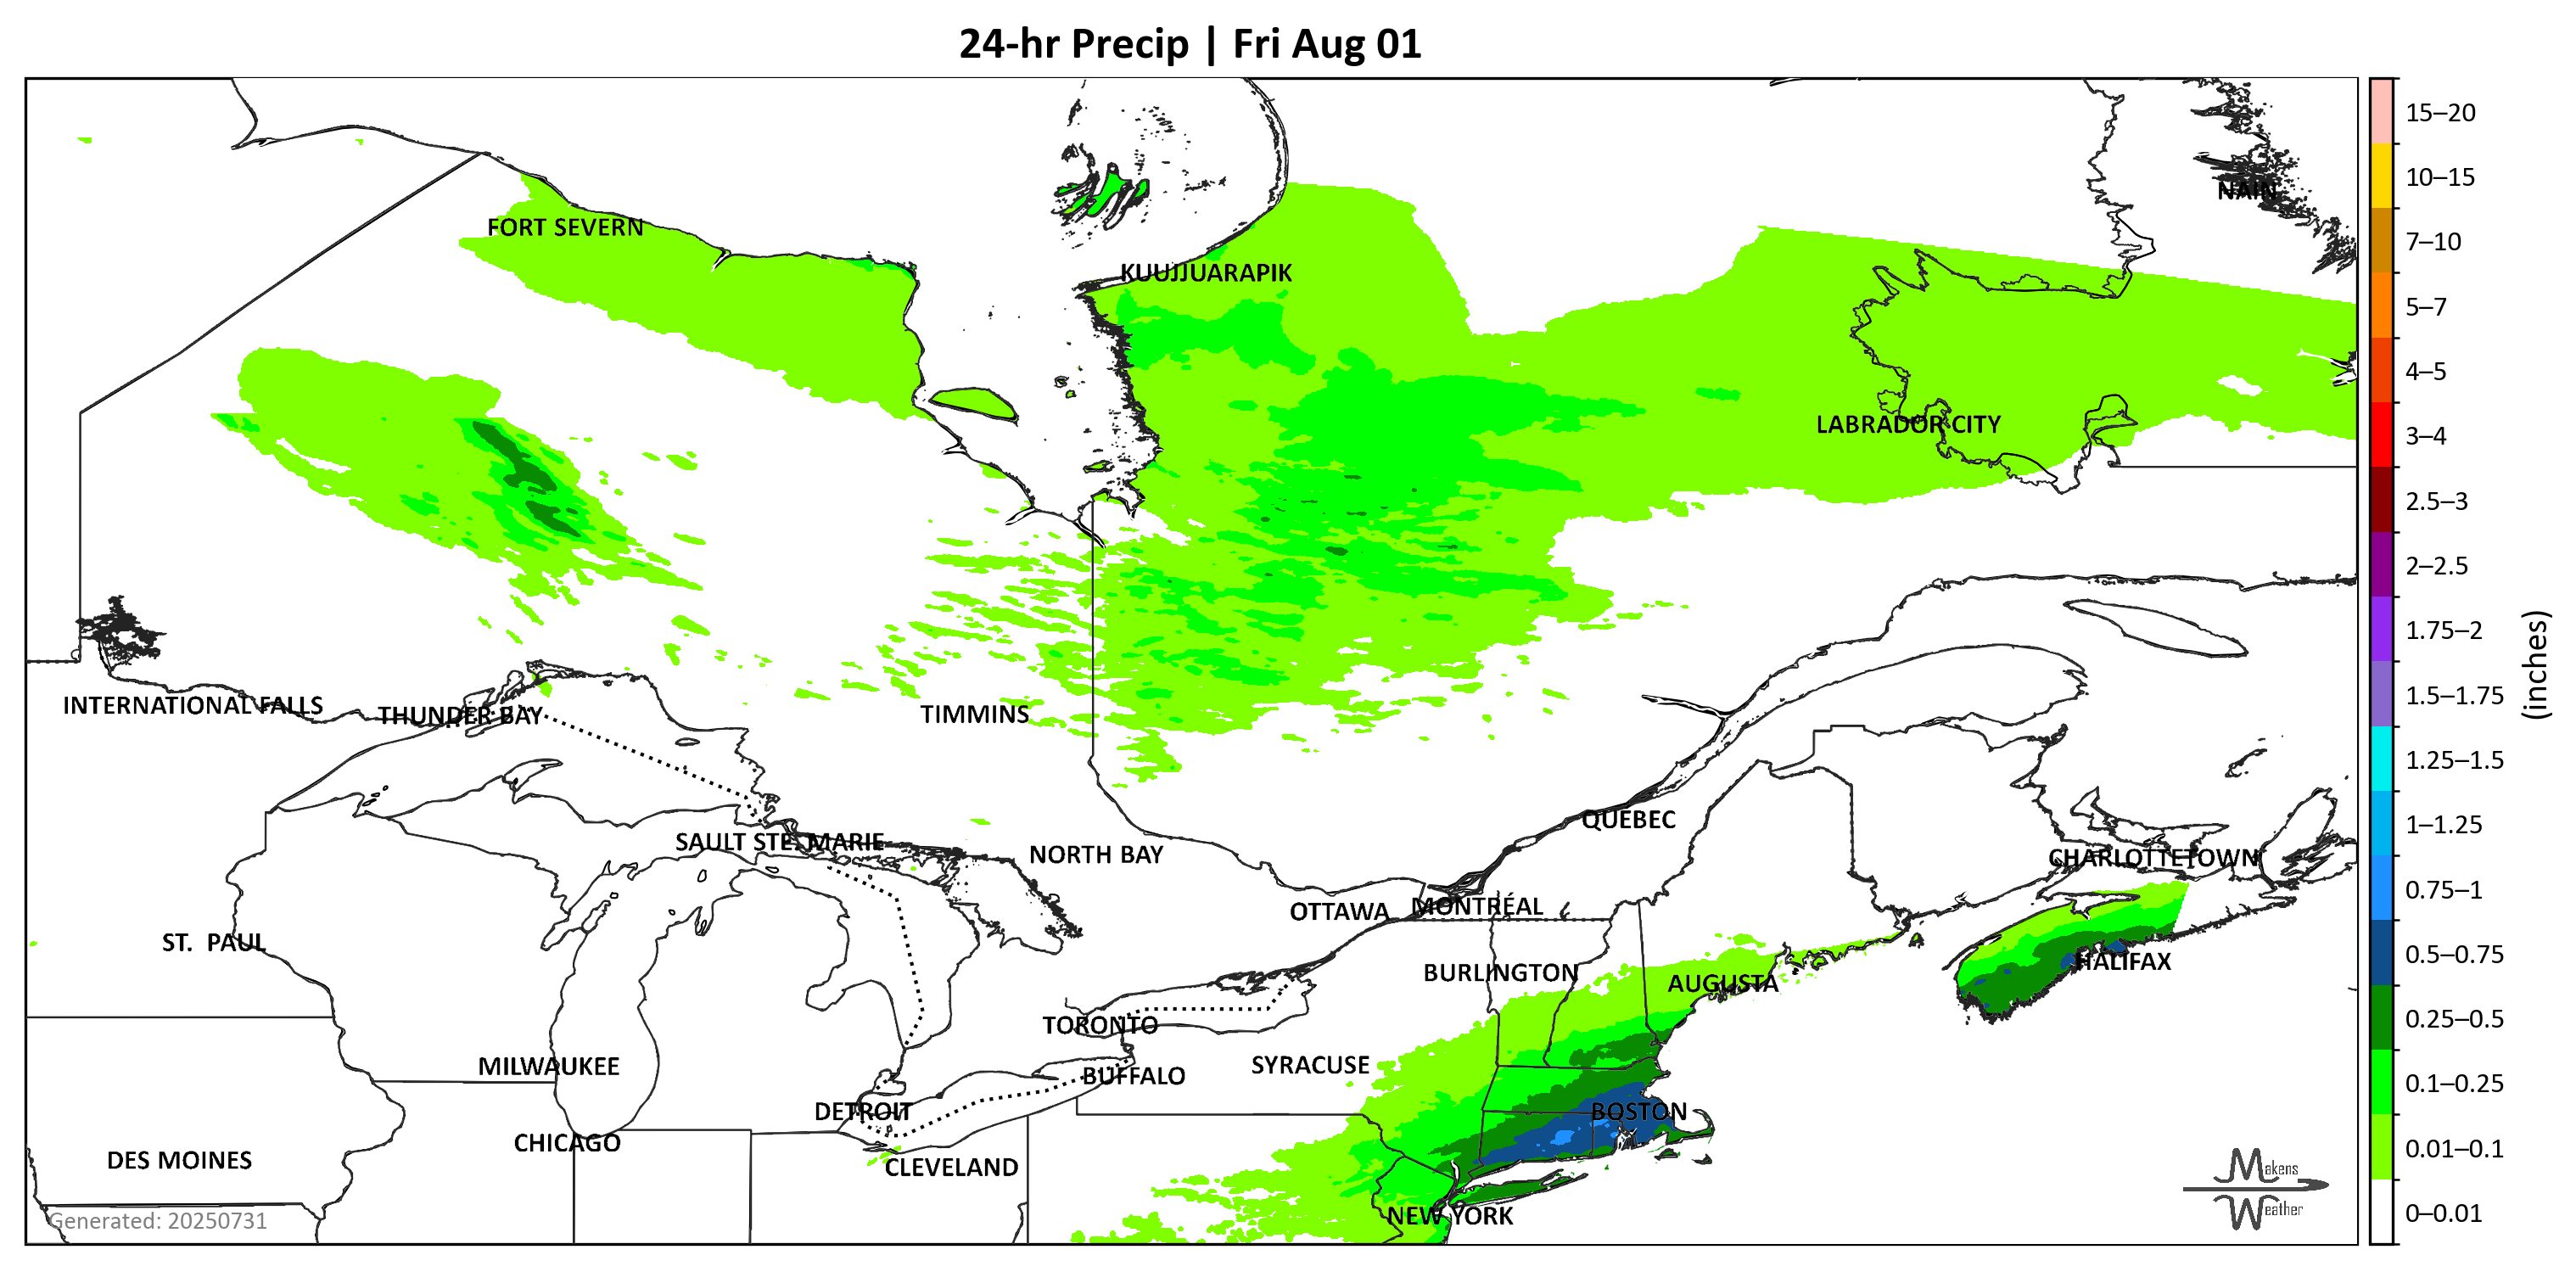 24-hr Precip | Fri Aug 01
15–20
10–15
NAIN
FORT SEVERN
7–10
KUUJJUARAPIK
5–7
4–5
LABRADOR CITY
3–4
2.5–3
2–2.5
1.75–2
(inches)
1.5–1.75
INTERNATIONAL FALLS
THUNDER BAY
TIMMINS
1.25–1.5
QUÉBEC
1–1.25
SAULT STE. MARIE
NORTH BAY
CHARLOTTETOWN
0.75–1
OTTAWA
MONTRÉAL
ST.  PAUL
0.5–0.75
HALIFAX
BURLINGTON
AUGUSTA
0.25–0.5
TORONTO
MILWAUKEE
SYRACUSE
BUFFALO
0.1–0.25
DETROIT
BOSTON
CHICAGO
0.01–0.1
DES MOINES
CLEVELAND
Makens
Weather
NEW YORK
0–0.01
Generated: 20250731